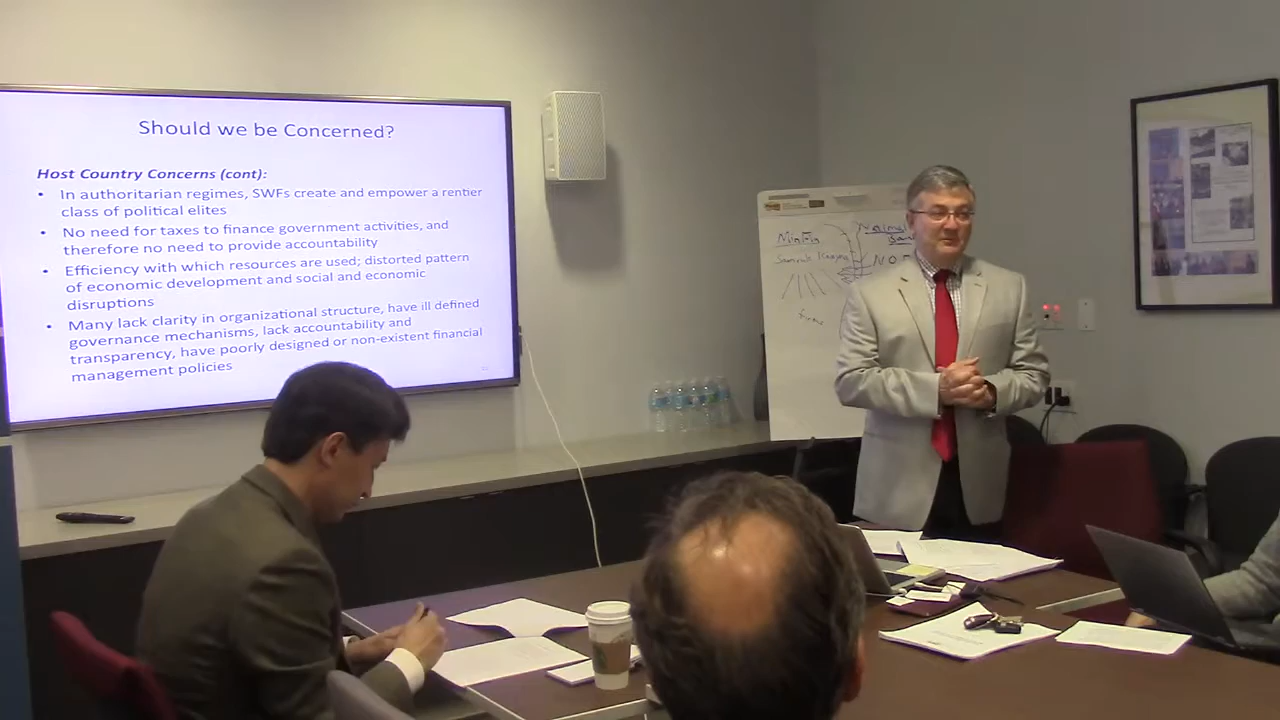 Should we be Concerned?
Host Country Concerns (cont):
• In authoritarian regimes, SWFs create and empower a rentier
class of political elites
• No need for taxes to finance government activities, and
therefore no need to provide accountability
• Efficiency with which resources are used; distorted pattern
of economic development and social and economic
disruptions
• Many lack clarity in organizational structure, have ill defined
governance mechanisms, lack accountability and
transparency, have poorly designed or non-existent financial
management policies